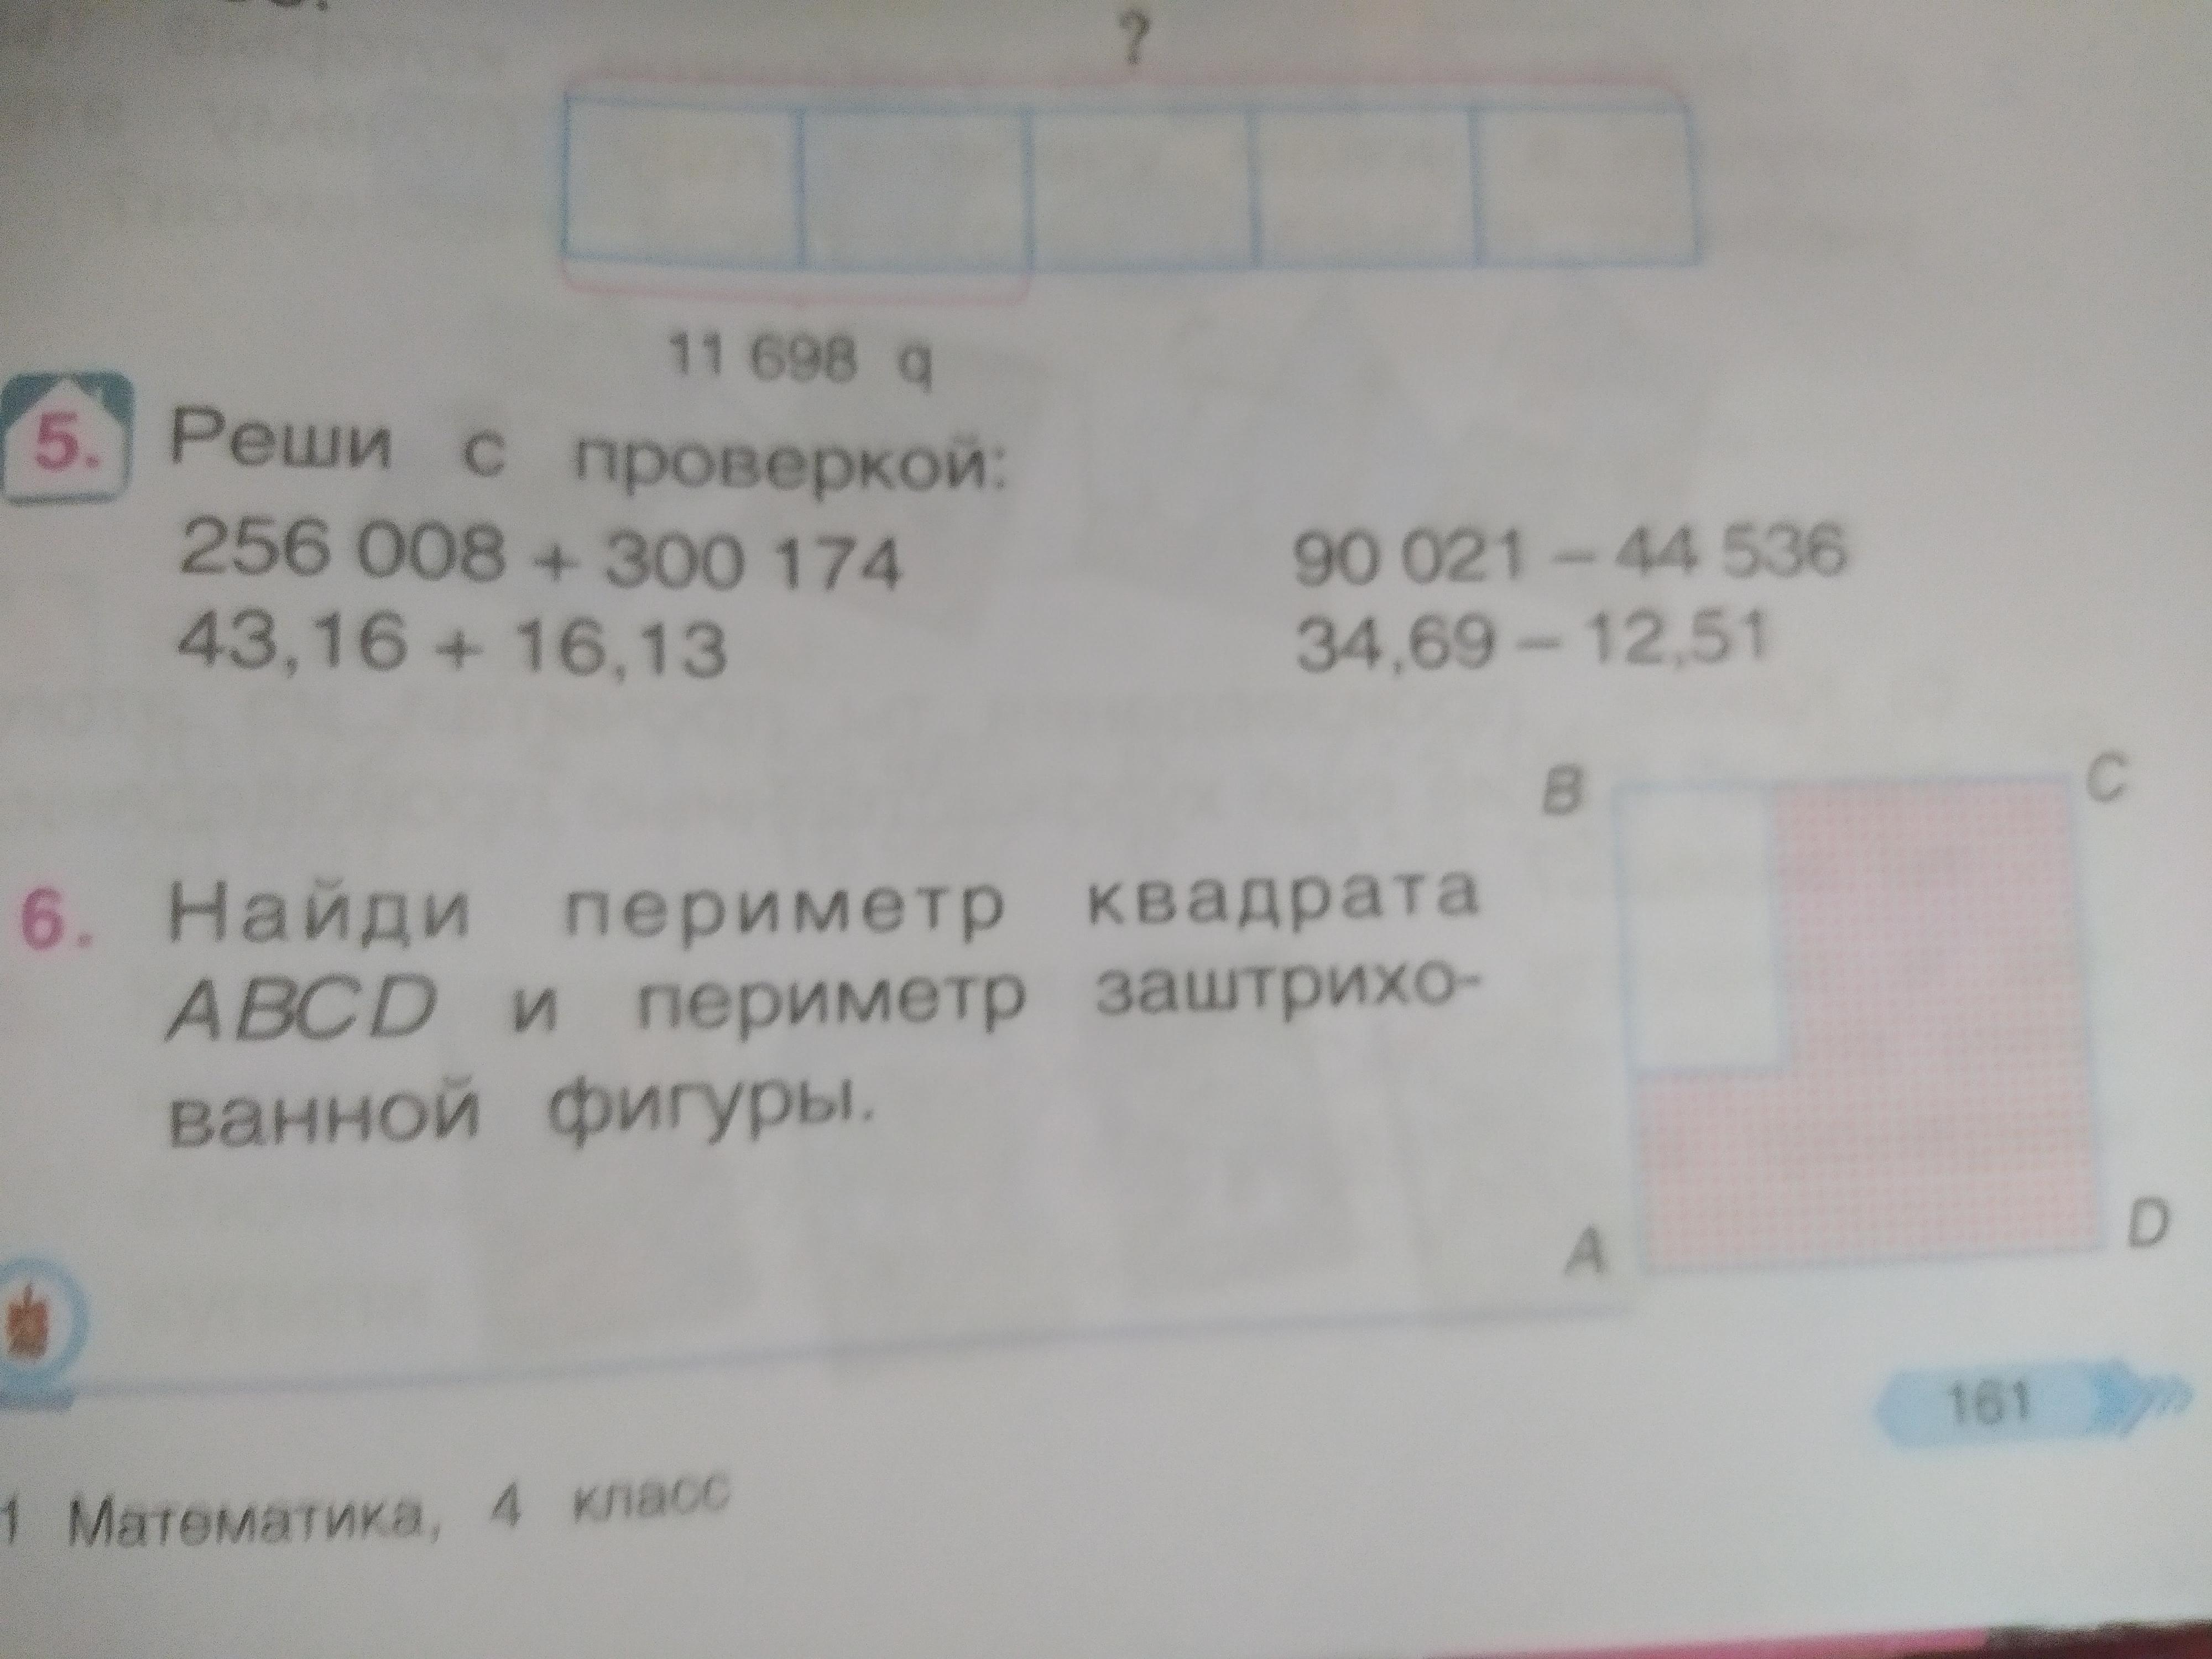 ?
11 698 q
5. Реши с проверкой:
256 008 + 300 174 90 021 – 44 536
43,16 + 16,13 34,69 – 12,51
B C
6. Найди периметр квадрата
ABCD и периметр заштрихо-
ванной фигуры.
A D
161
1 Математика, 4 класс